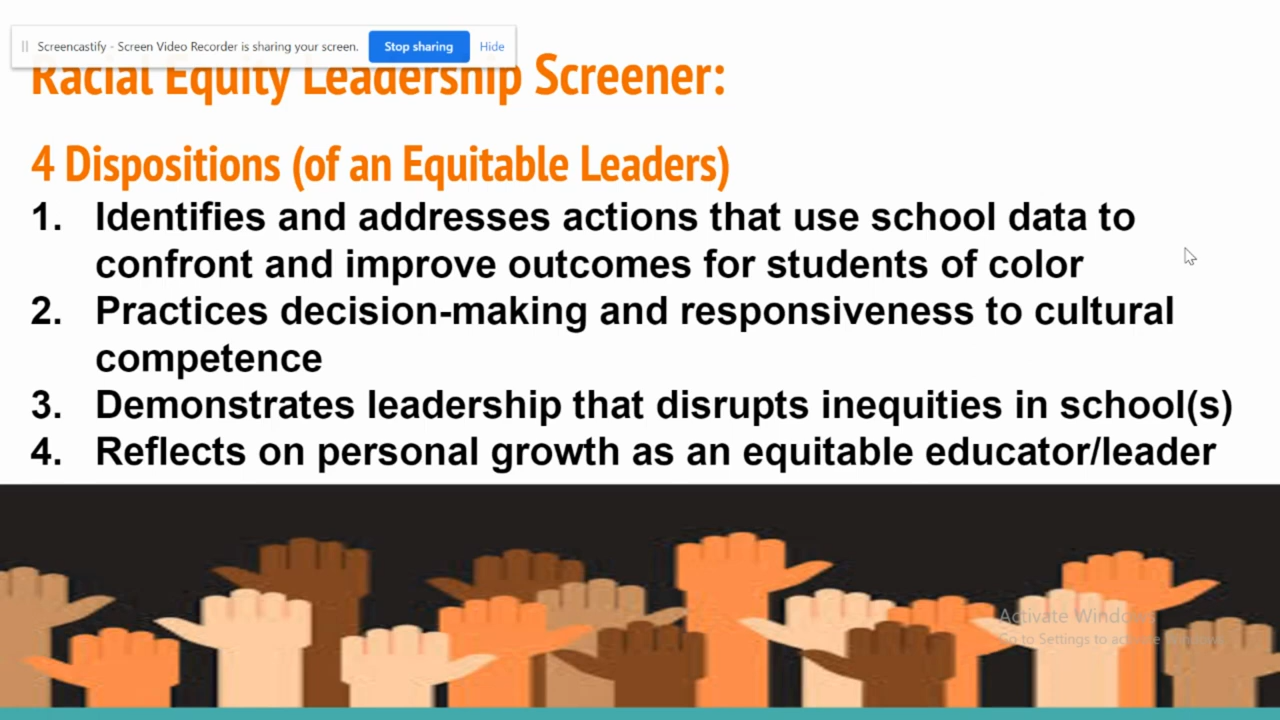 Screencastify - Screen Video Recorder is sharing your screen. Stop sharing Hide
Racial Equity Leadership Screener:
4 Dispositions (of an Equitable Leaders)
1. Identifies and addresses actions that use school data to
confront and improve outcomes for students of color
2. Practices decision-making and responsiveness to cultural
competence
3. Demonstrates leadership that disrupts inequities in school(s)
4. Reflects on personal growth as an equitable educator/leader
Activate Windows
Go to Settings to activate Windows.